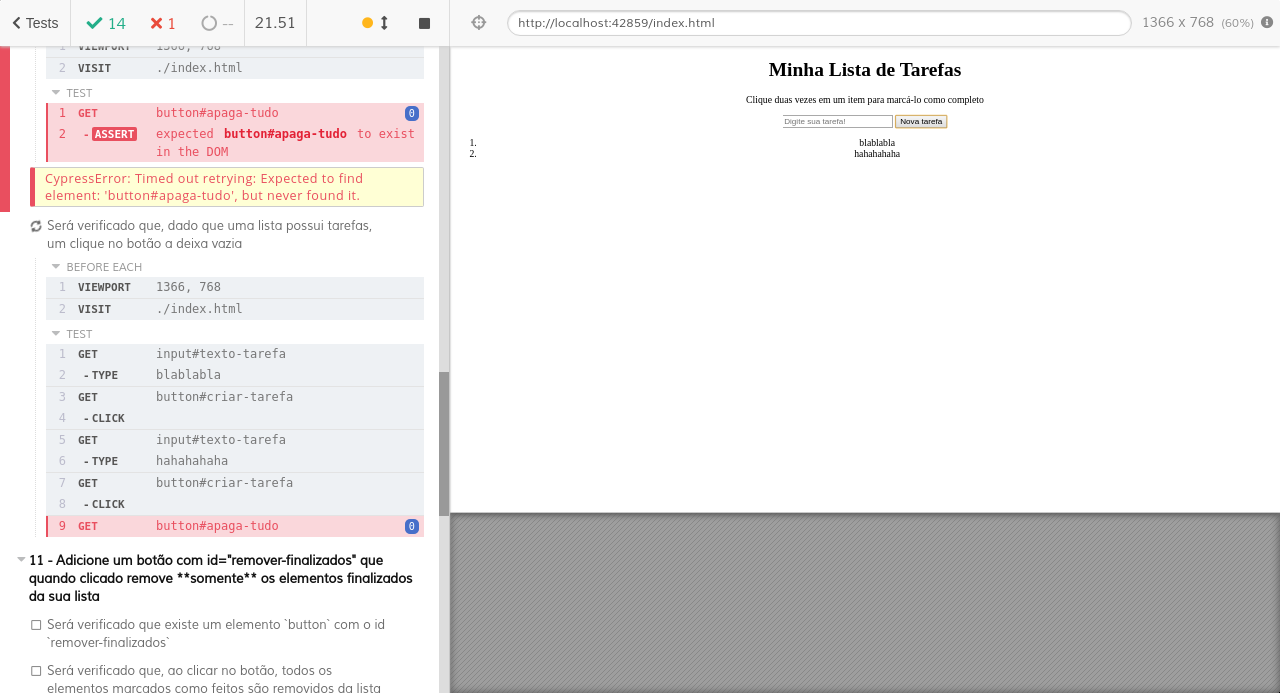 Tests
14
1
--
21.51
http://localhost:42859/index.html
1366 x 768 (60%)
1 VIEWPORT 1366, 768
2 VISIT ./index.html
TEST
1 GET button#apaga-tudo 0
2 -ASSERT expected button#apaga-tudo to exist
in the DOM
CypressError: Timed out retrying: Expected to find
element: 'button#apaga-tudo', but never found it.
Será verificado que, dado que uma lista possui tarefas,
um clique no botão a deixa vazia
BEFORE EACH
1 VIEWPORT 1366, 768
2 VISIT ./index.html
TEST
1 GET input#texto-tarefa
2 -TYPE blablabla
3 GET button#criar-tarefa
4 -CLICK
5 GET input#texto-tarefa
6 -TYPE hahahahaha
7 GET button#criar-tarefa
8 -CLICK
9 GET button#apaga-tudo 0
11 - Adicione um botão com id="remover-finalizados" que
quando clicado remove **somente** os elementos finalizados
da sua lista
Será verificado que existe um elemento `button` com o id
`remover-finalizados`
Será verificado que, ao clicar no botão, todos os
elementos marcados como feitos são removidos da lista
Minha Lista de Tarefas
Clique duas vezes em um item para marcá-lo como completo
Digite sua tarefa! Nova tarefa
1. blablabla
2. hahahahaha